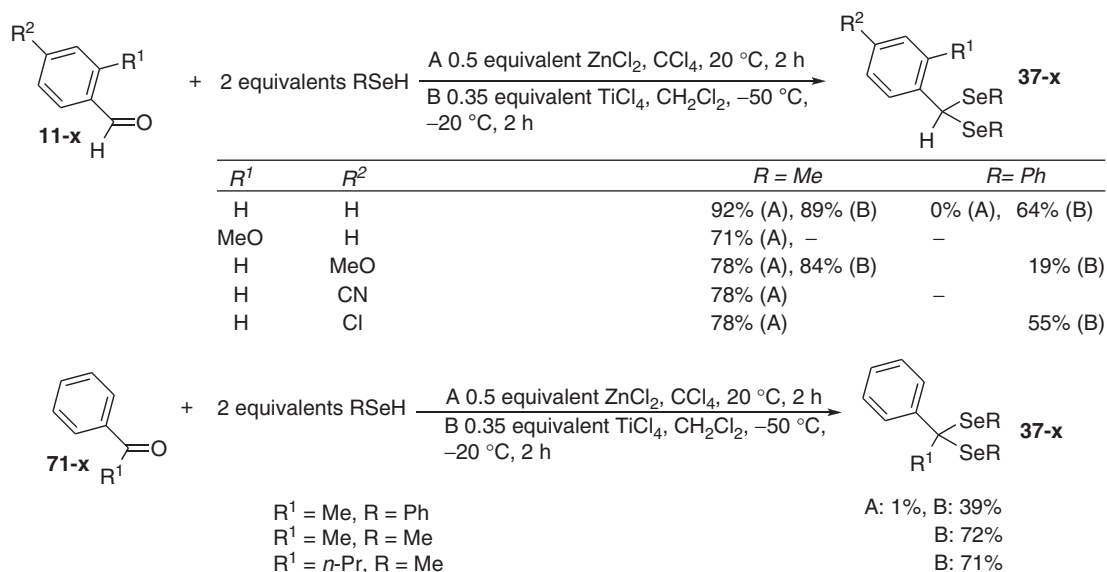 R²
R¹
O
H
11-x
+ 2 equivalents RSeH
A 0.5 equivalent ZnCl₂, CCl₄, 20 °C, 2 h
B 0.35 equivalent TiCl₄, CH₂Cl₂, –50 °C,
–20 °C, 2 h
R²
R¹
SeR
SeR
H
37-x
R¹ R² R = Me R= Ph
H H 92% (A), 89% (B) 0% (A), 64% (B)
MeO H 71% (A), – –
H MeO 78% (A), 84% (B) 19% (B)
H CN 78% (A) –
H Cl 78% (A) 55% (B)
O
R¹
71-x
+ 2 equivalents RSeH
A 0.5 equivalent ZnCl₂, CCl₄, 20 °C, 2 h
B 0.35 equivalent TiCl₄, CH₂Cl₂, –50 °C,
–20 °C, 2 h
SeR
SeR
R¹
37-x
R¹ = Me, R = Ph A: 1%, B: 39%
R¹ = Me, R = Me B: 72%
R¹ = n-Pr, R = Me B: 71%